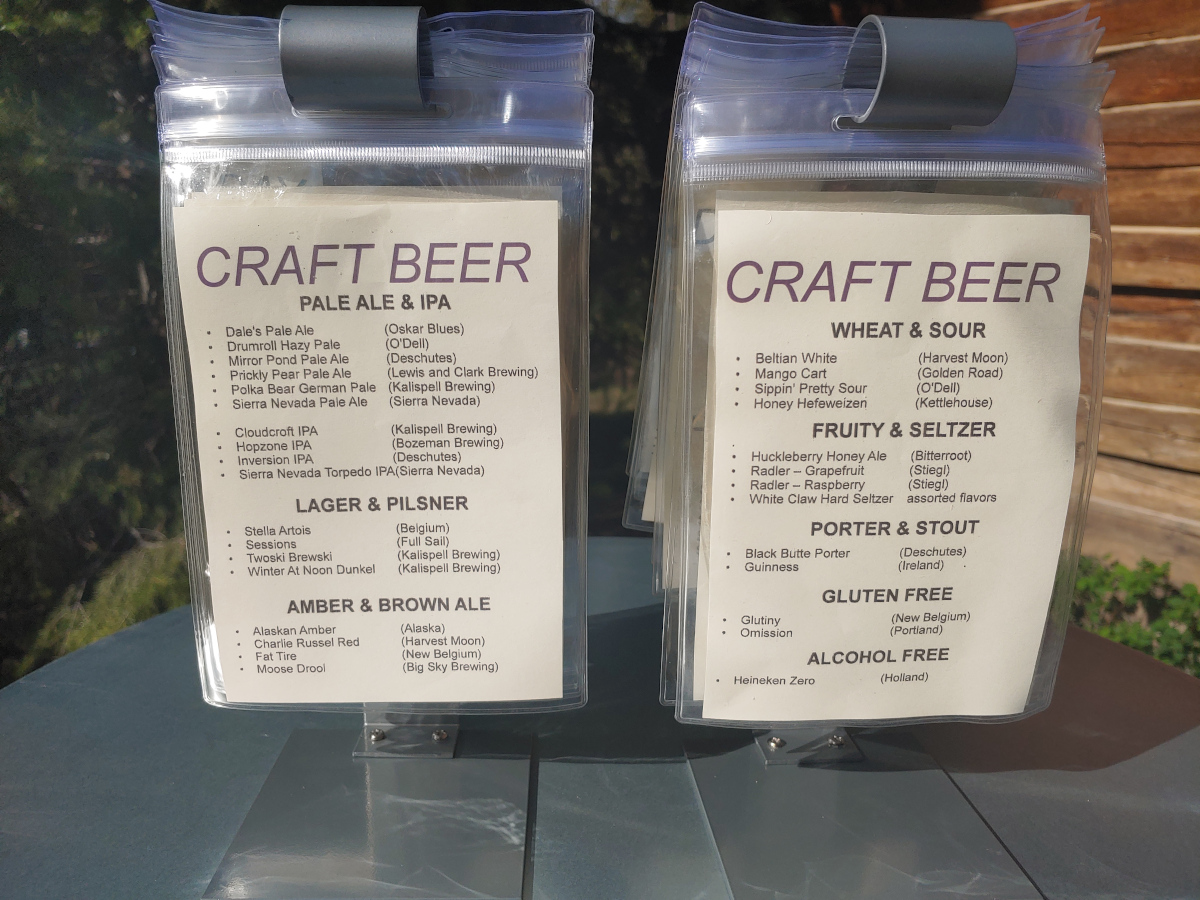 CRAFT BEER
PALE ALE & IPA
• Dale's Pale Ale (Oskar Blues)
• Drumroll Hazy Pale (O'Dell)
• Mirror Pond Pale Ale (Deschutes)
• Prickly Pear Pale Ale (Lewis and Clark Brewing)
• Polka Bear German Pale (Kalispell Brewing)
• Sierra Nevada Pale Ale (Sierra Nevada)
• Cloudcroft IPA (Kalispell Brewing)
• Hopzone IPA (Bozeman Brewing)
• Inversion IPA (Deschutes)
• Sierra Nevada Torpedo IPA(Sierra Nevada)
LAGER & PILSNER
• Stella Artois (Belgium)
• Sessions (Full Sail)
• Twoski Brewski (Kalispell Brewing)
• Winter At Noon Dunkel (Kalispell Brewing)
AMBER & BROWN ALE
• Alaskan Amber (Alaska)
• Charlie Russel Red (Harvest Moon)
• Fat Tire (New Belgium)
• Moose Drool (Big Sky Brewing)
CRAFT BEER
WHEAT & SOUR
• Beltian White (Harvest Moon)
• Mango Cart (Golden Road)
• Sippin' Pretty Sour (O'Dell)
• Honey Hefeweizen (Kettlehouse)
FRUITY & SELTZER
• Huckleberry Honey Ale (Bitterroot)
• Radler – Grapefruit (Stiegl)
• Radler – Raspberry (Stiegl)
• White Claw Hard Seltzer assorted flavors
PORTER & STOUT
• Black Butte Porter (Deschutes)
• Guinness (Ireland)
GLUTEN FREE
• Glutiny (New Belgium)
• Omission (Portland)
ALCOHOL FREE
• Heineken Zero (Holland)